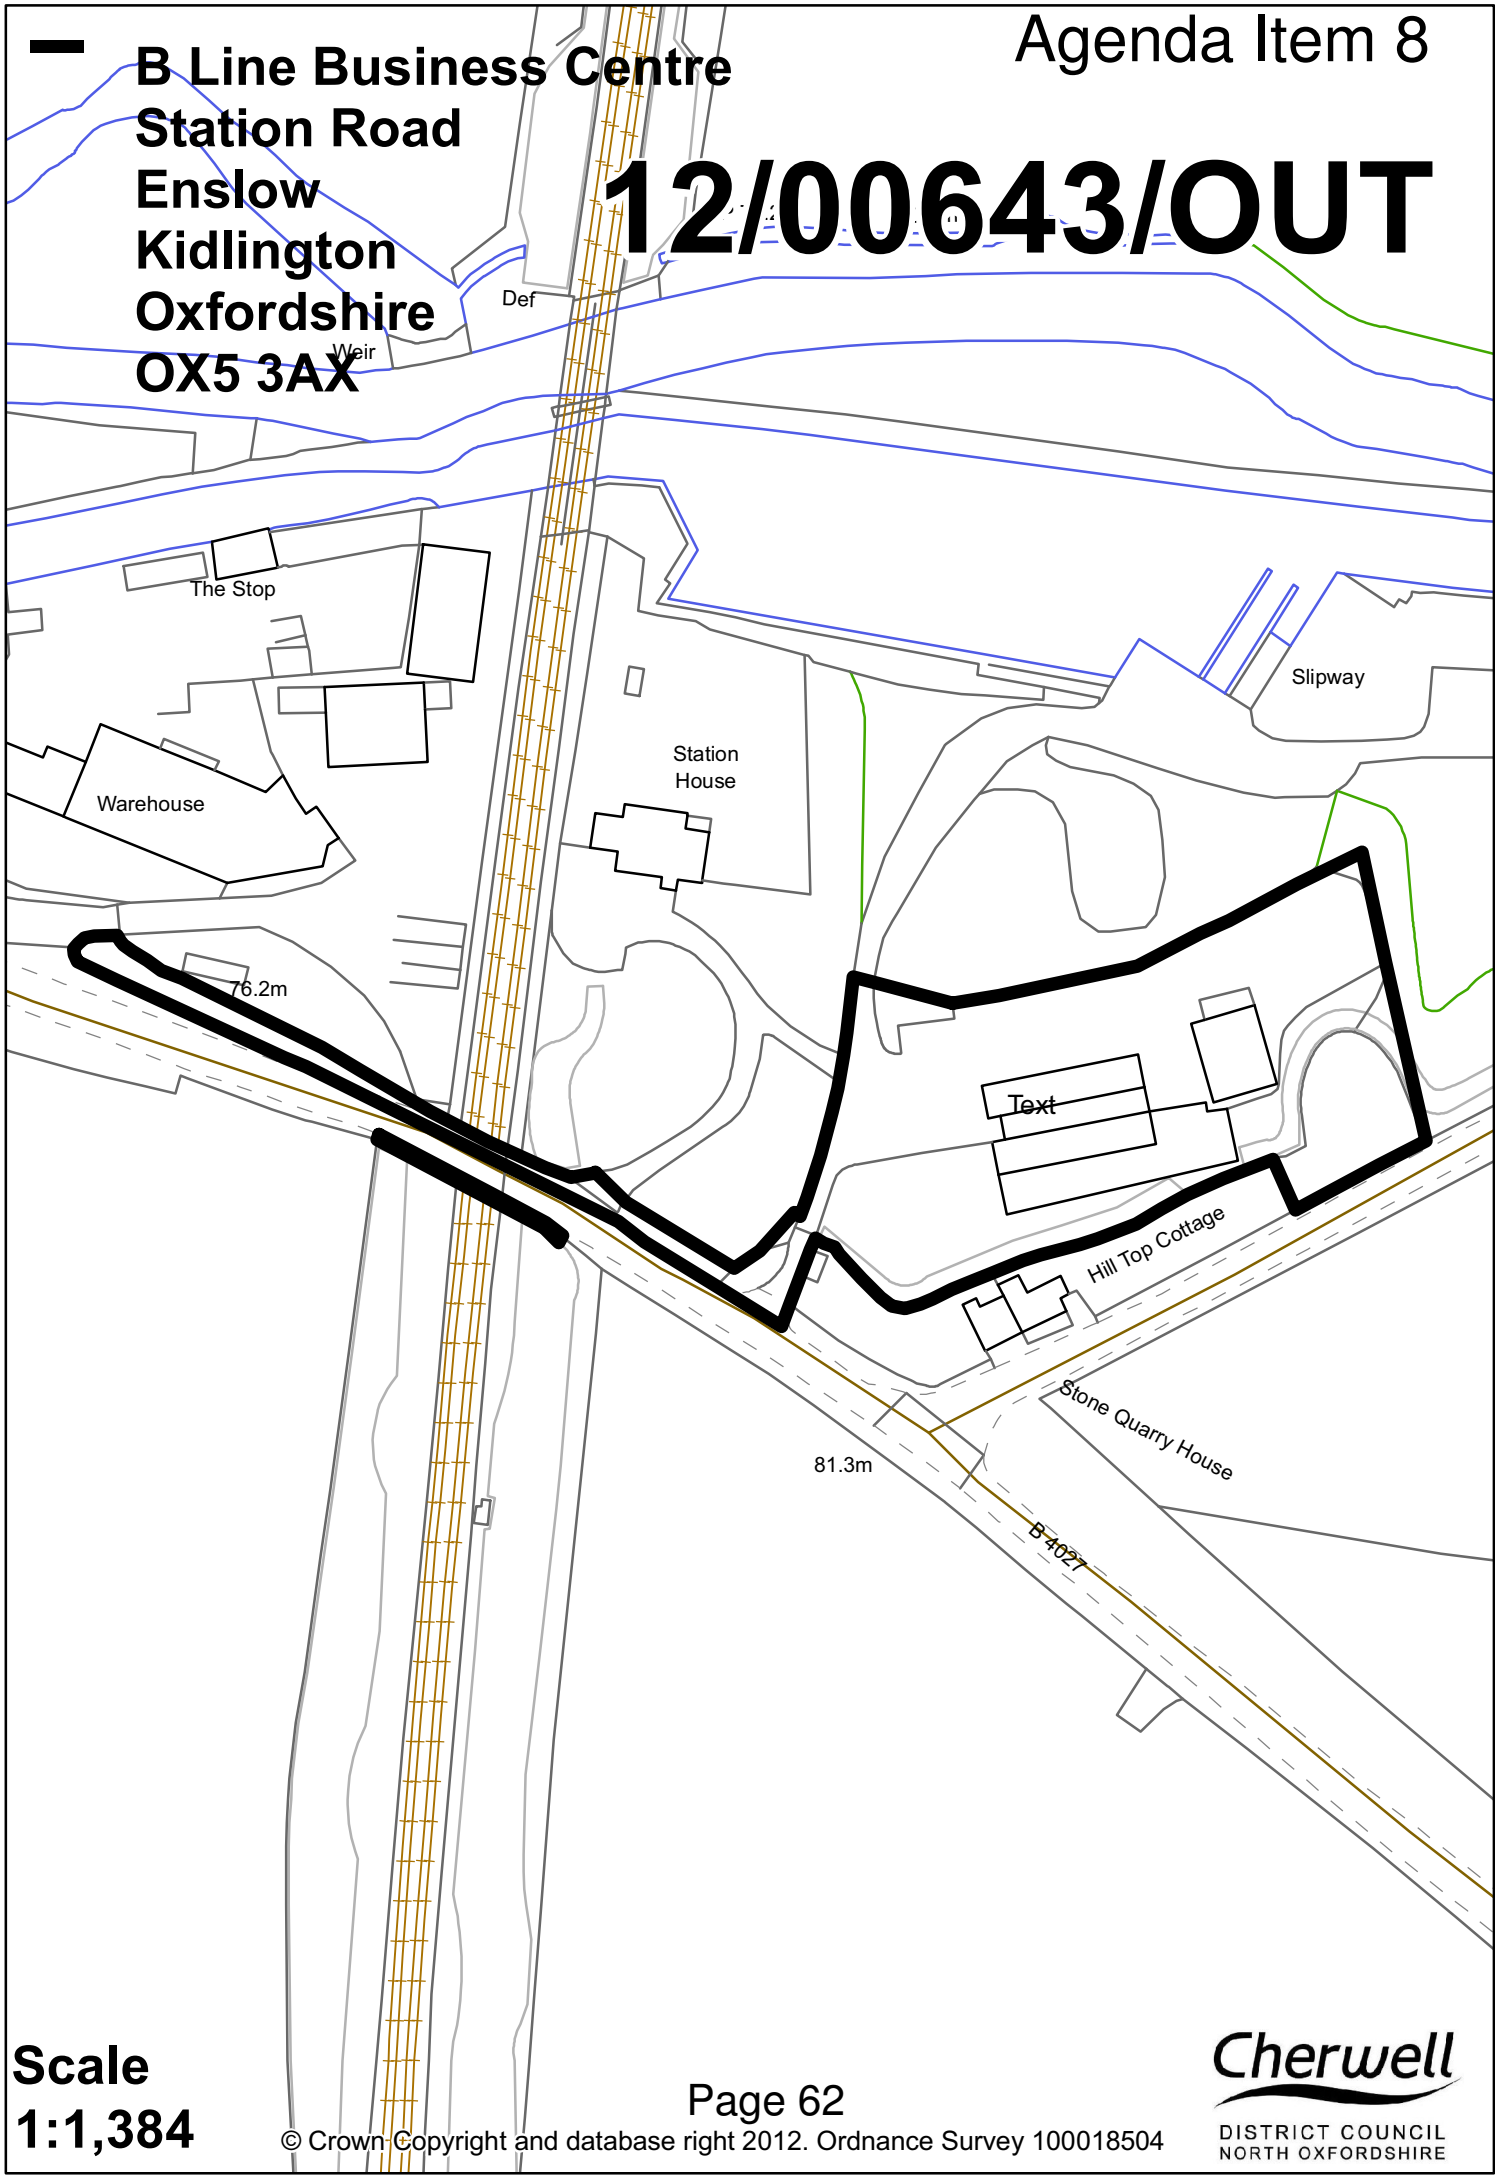 Agenda Item 8
B Line Business Centre
Station Road
Enslow
Kidlington
Oxfordshire
OX5 3AX
12/00643/OUT
Def
Weir
The Stop
Slipway
Station
House
Warehouse
76.2m
Text
Hill Top Cottage
Stone Quarry House
81.3m
B 4027
Scale
1:1,384
Page 62
© Crown Copyright and database right 2012. Ordnance Survey 100018504
Cherwell
DISTRICT COUNCIL
NORTH OXFORDSHIRE